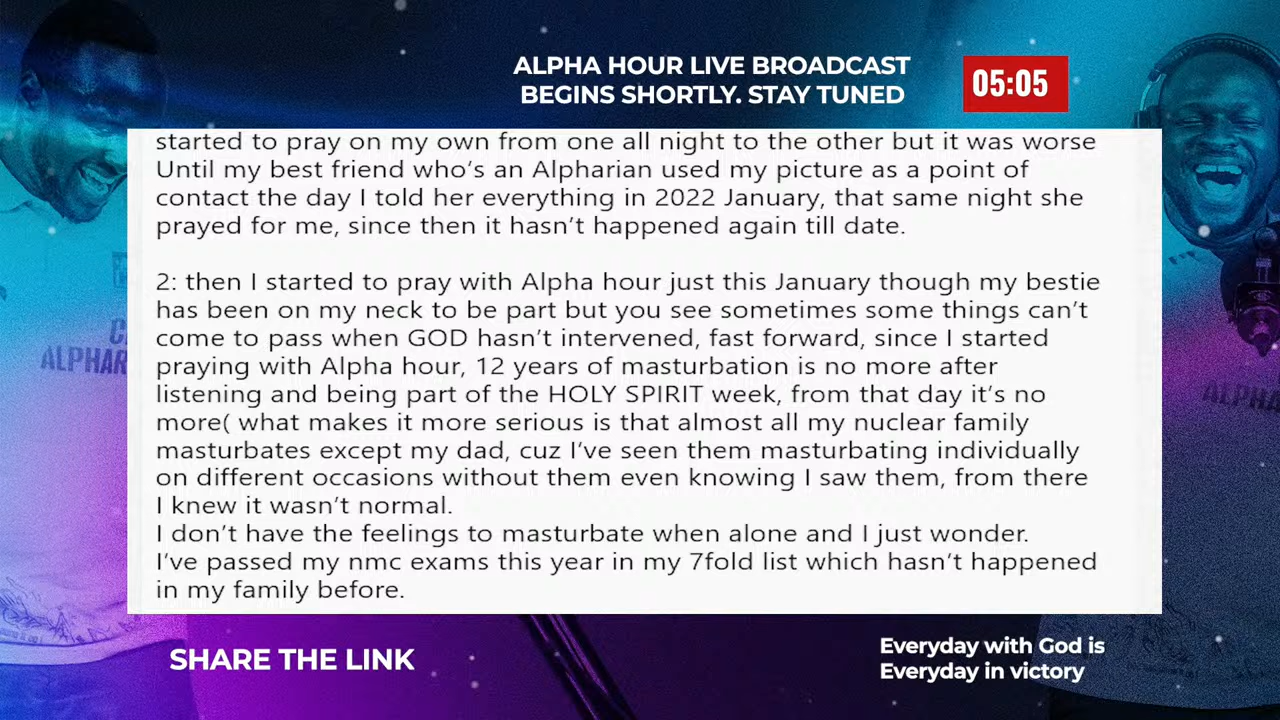 ALPHA HOUR LIVE BROADCAST
BEGINS SHORTLY. STAY TUNED
05:05
started to pray on my own from one all night to the other but it was worse
Until my best friend who's an Alpharian used my picture as a point of
contact the day I told her everything in 2022 January, that same night she
prayed for me, since then it hasn't happened again till date.
2: then I started to pray with Alpha hour just this January though my bestie
has been on my neck to be part but you see sometimes some things can't
come to pass when GOD hasn't intervened, fast forward, since I started
praying with Alpha hour, 12 years of masturbation is no more after
listening and being part of the HOLY SPIRIT week, from that day it's no
more( what makes it more serious is that almost all my nuclear family
masturbates except my dad, cuz I've seen them masturbating individually
on different occasions without them even knowing I saw them, from there
I knew it wasn't normal.
I don't have the feelings to masturbate when alone and I just wonder.
I've passed my nmc exams this year in my 7fold list which hasn't happened
in my family before.
ALPHAR
ALPHAR
SHARE THE LINK
Everyday with God is
Everyday in victory